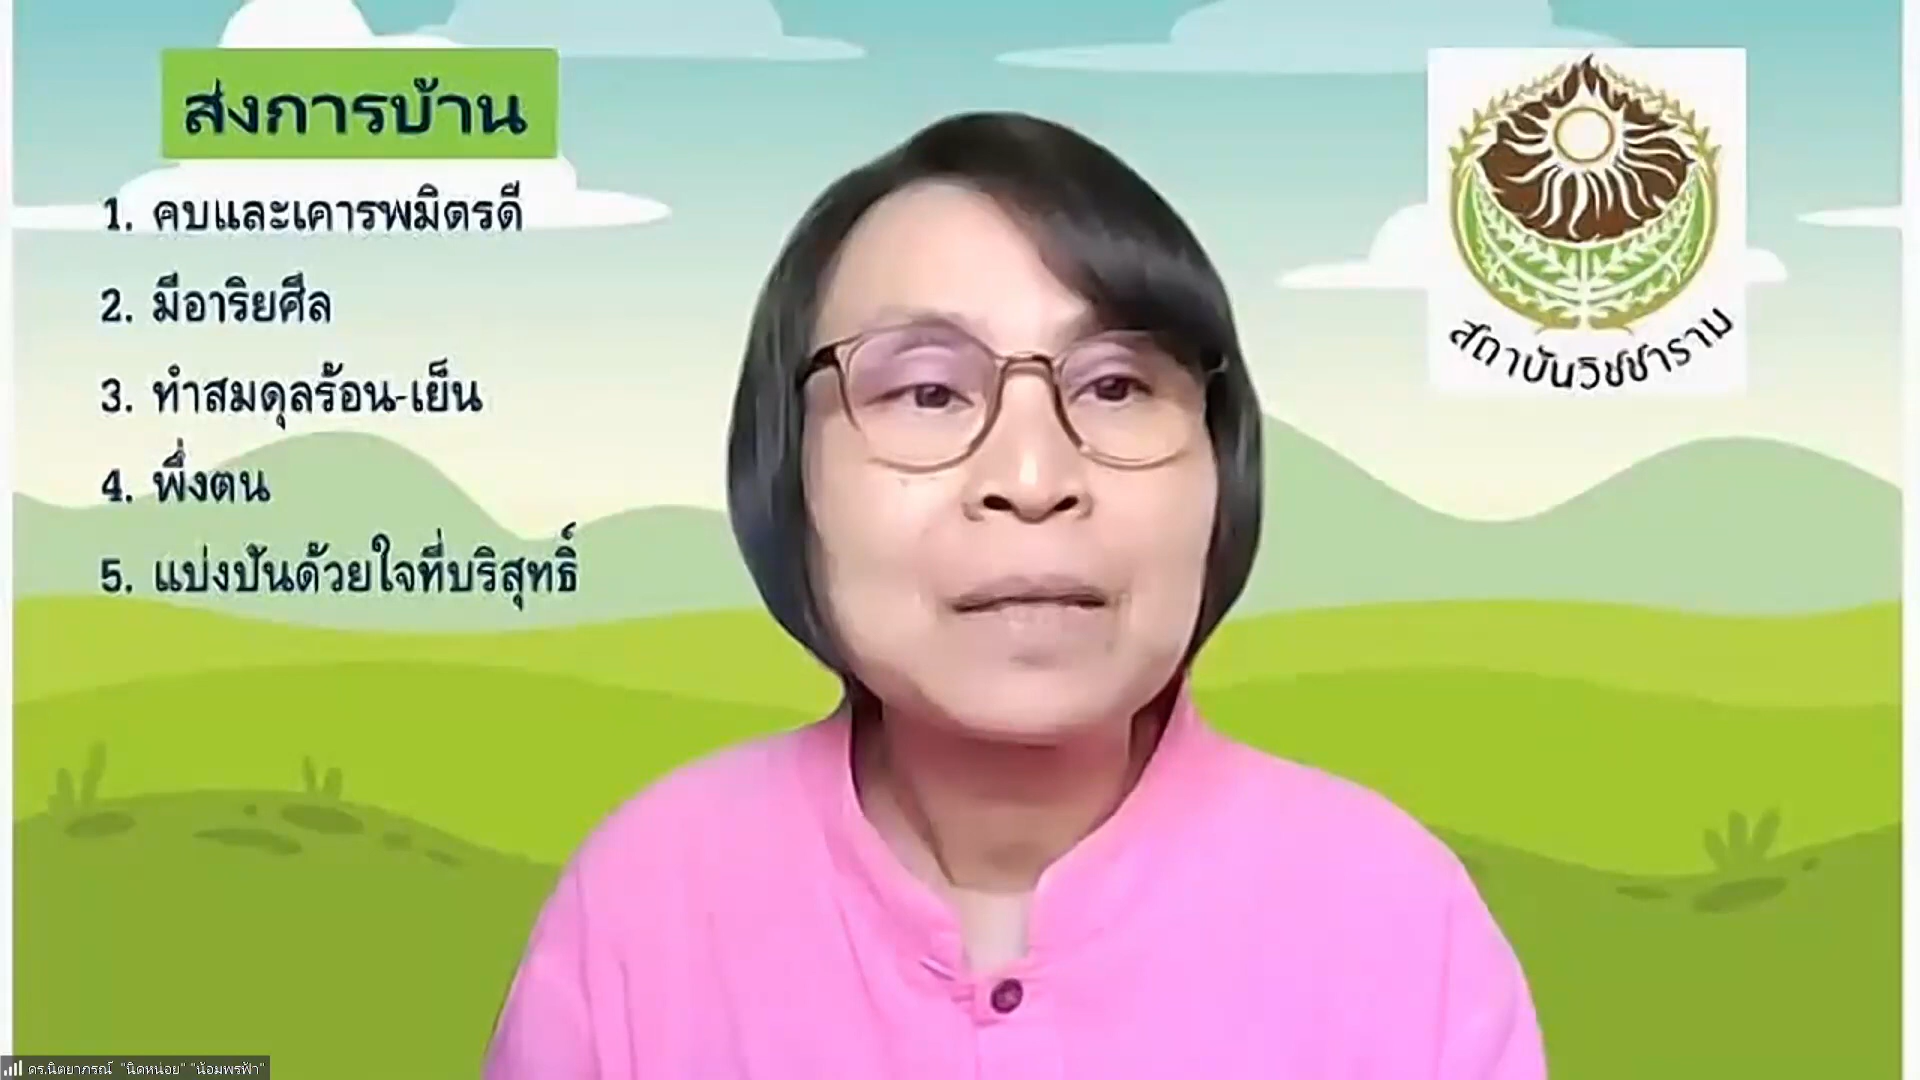 ส่งการบ้าน
1. คบและเคารพมิตรดี
2. มีอาริยศีล
3. ทำสมดุลร้อน-เย็น
4. พึ่งตน
5. แบ่งปันด้วยใจที่บริสุทธิ์
สถาบันวิชชาราม
ดร.นิตยาภรณ์ "นิดหน่อย" "น้อมพรฟ้า"